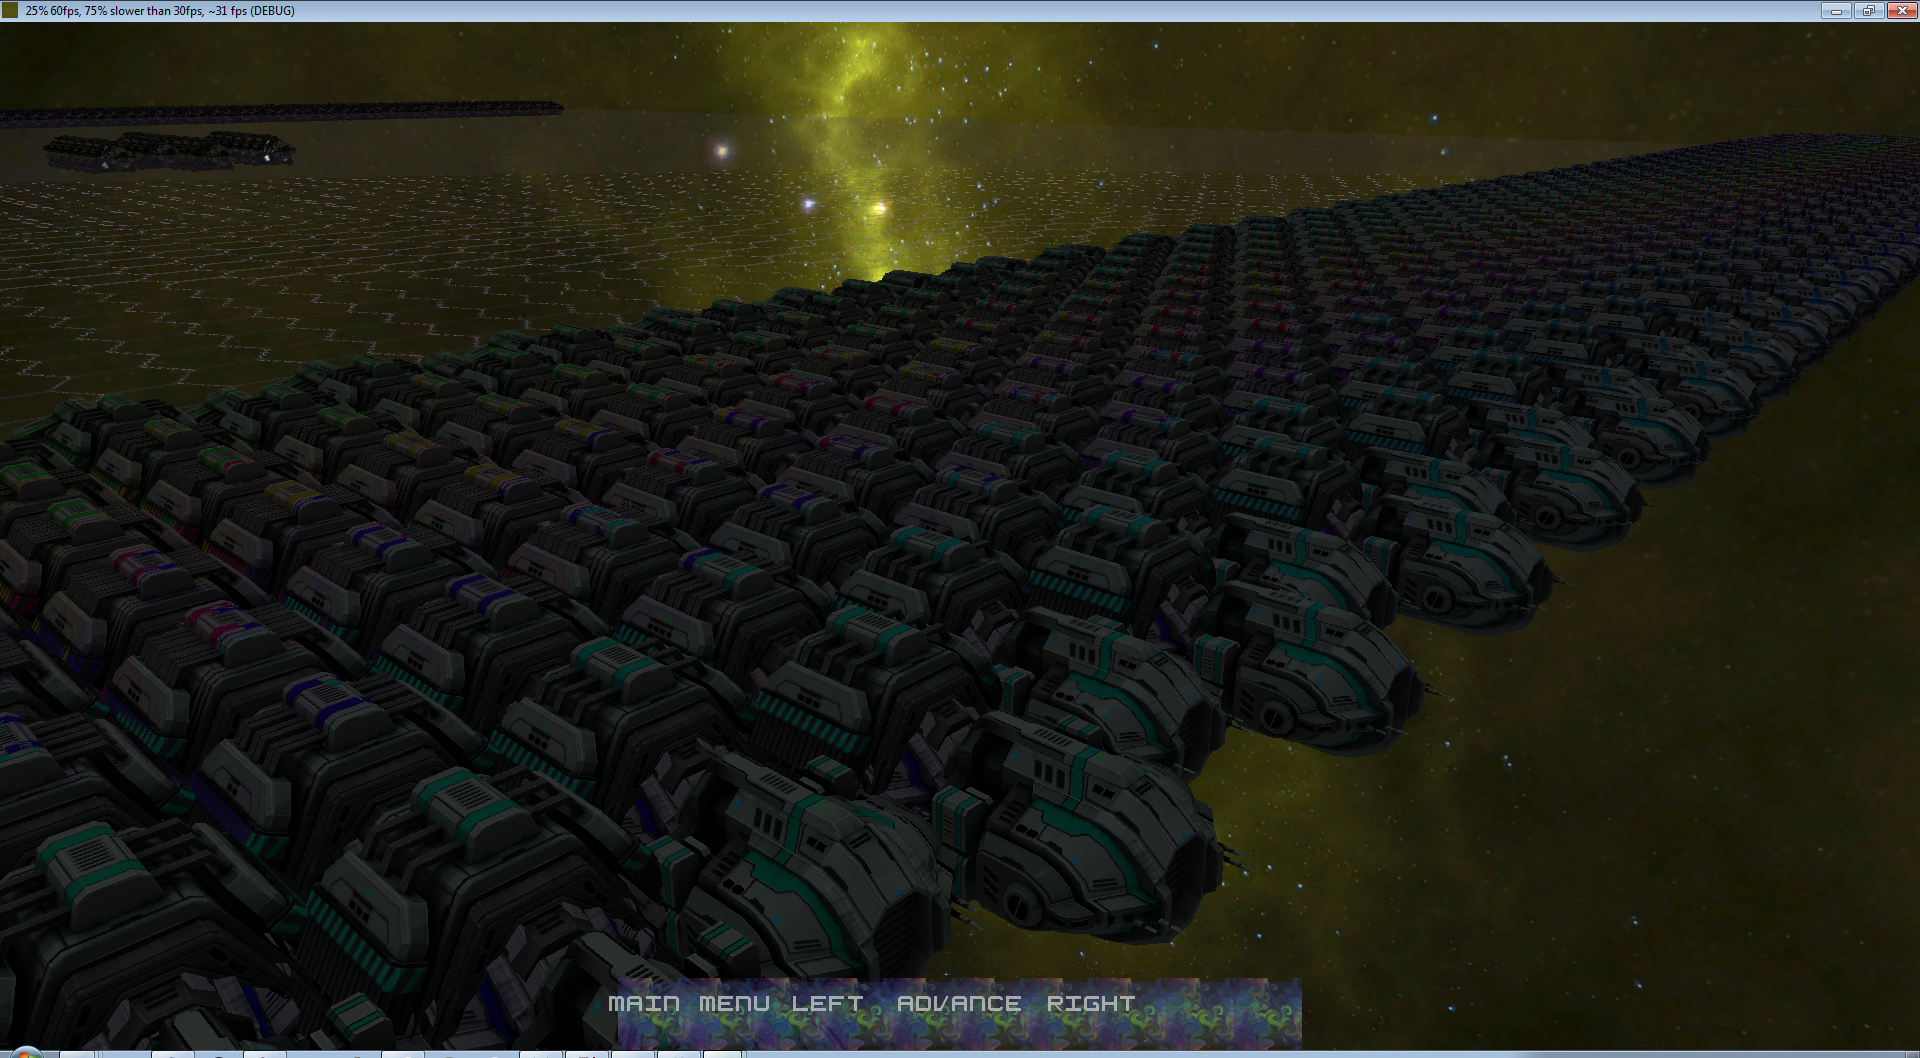 25% 60fps, 75% slower than 30fps, ~31 fps (DEBUG)
MAIN MENU LEFT ADVANCE RIGHT